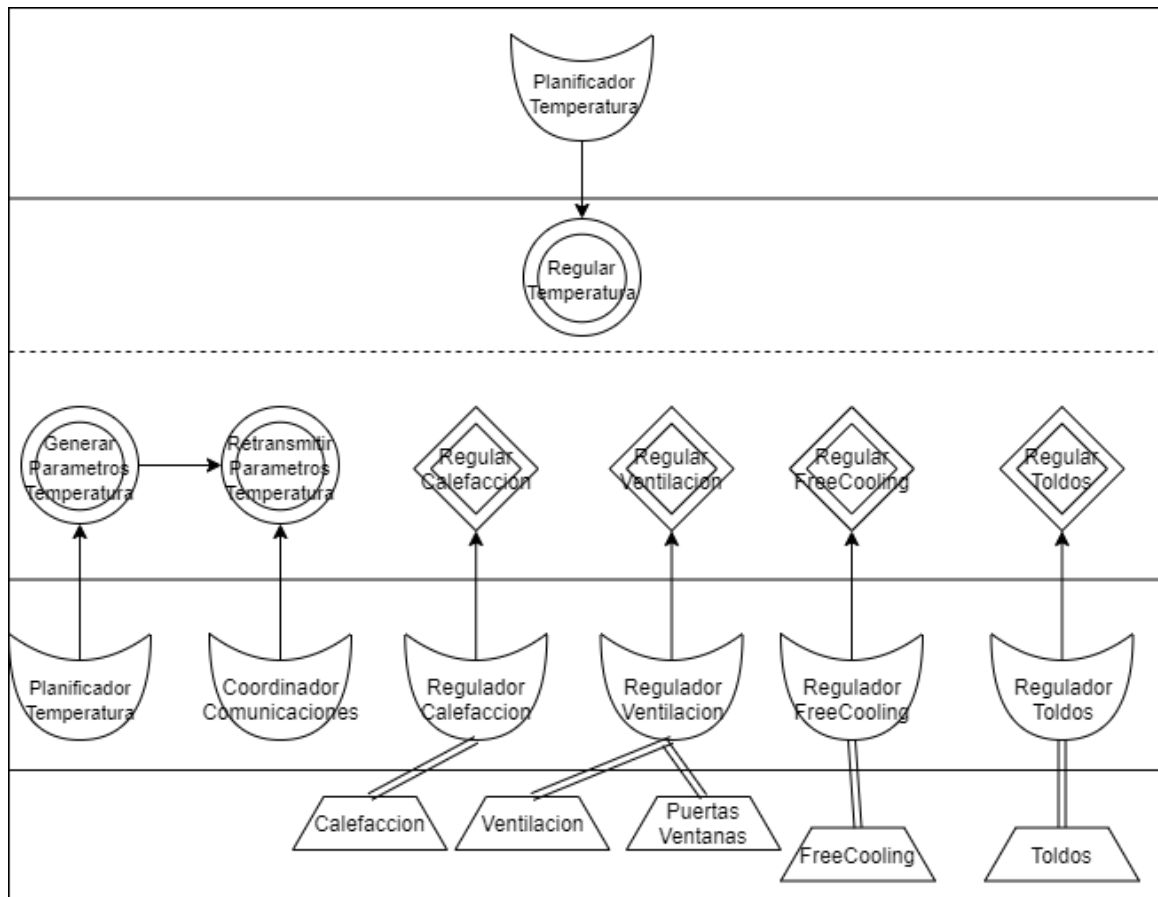 Planificador
Temperatura
Regular
Temperatura
Generar
Parametros
Temperatura
Retransmitir
Parametros
Temperatura
Regular
Calefaccion
Regular
Ventilacion
Regular
FreeCooling
Regular
Toldos
Planificador
Temperatura
Coordinador
Comunicaciones
Regulador
Calefaccion
Regulador
Ventilacion
Regulador
FreeCooling
Regulador
Toldos
Calefaccion
Ventilacion
Puertas
Ventanas
FreeCooling
Toldos